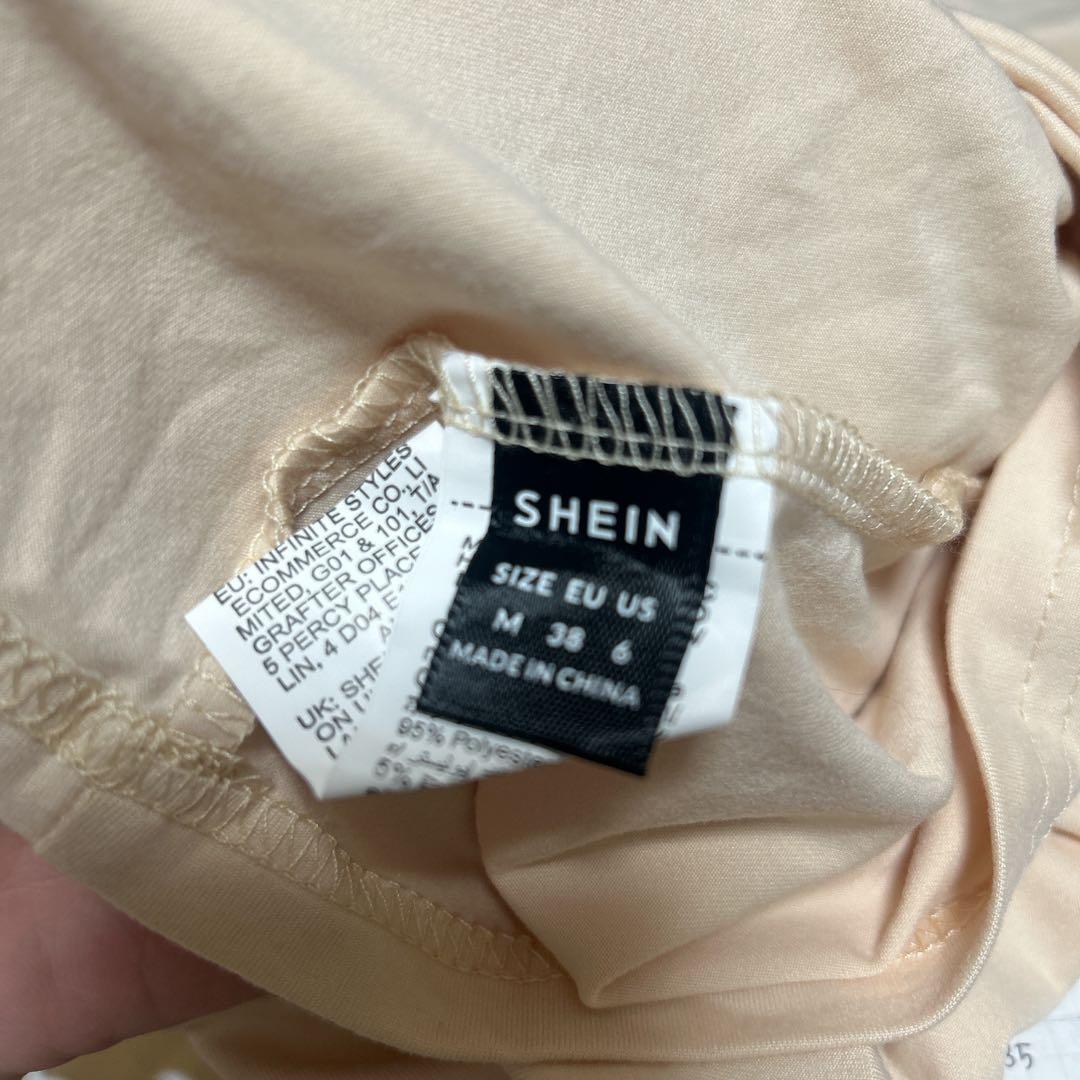 SHEIN
SIZE EU US
M 38 6
MADE IN CHINA
EU: INFINITE STYLES
ECOMMERCE CO., LI
MITED, G01 & 101, T/A
GRAFTER OFFICES
5 PERCY PLACE
LIN, 4 D04 E
UK: SHE
ON
95% Polyeste
5%
35